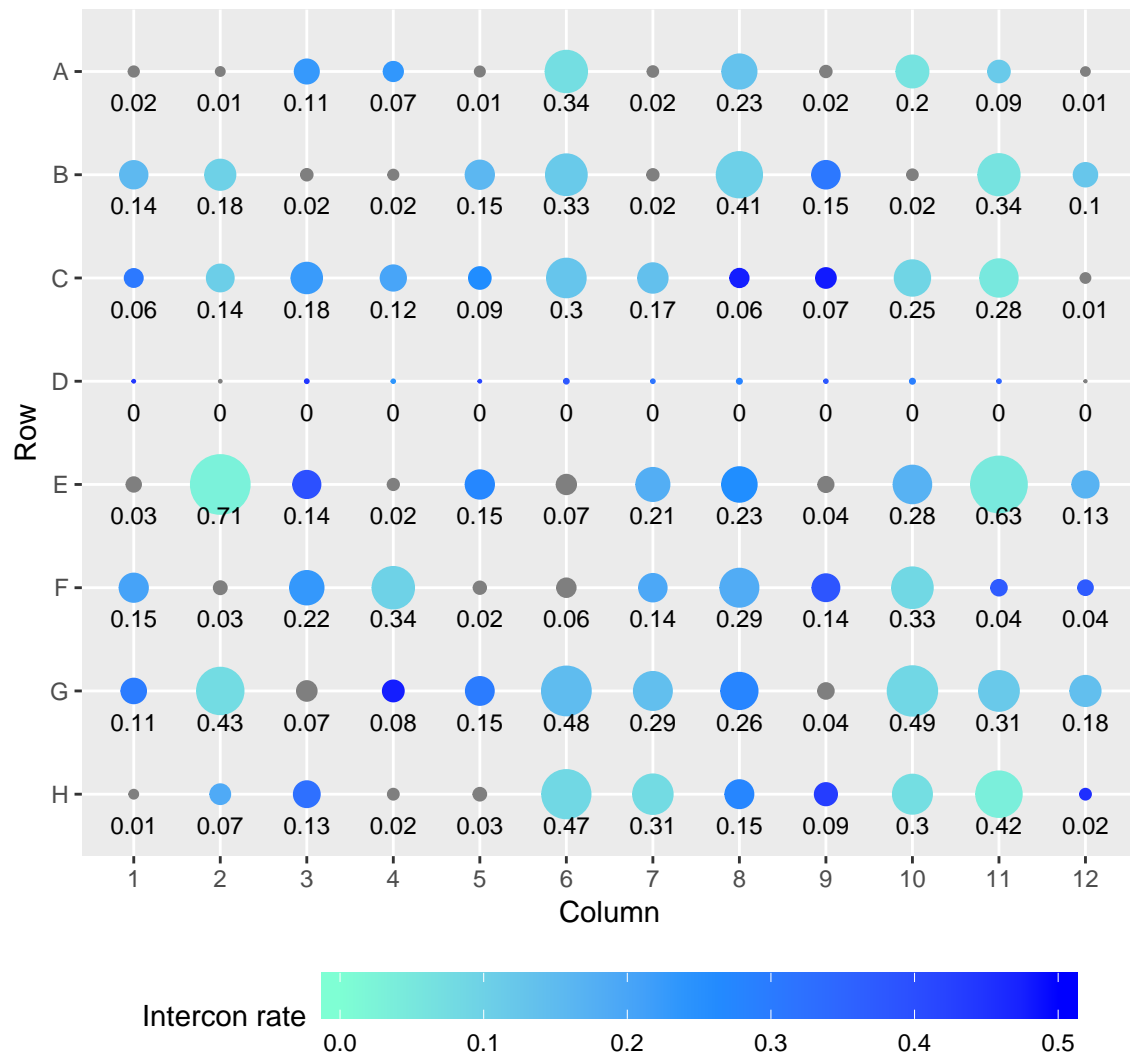 A
0.02 0.01 0.11 0.07 0.01 0.34 0.02 0.23 0.02 0.2 0.09 0.01
B
0.14 0.18 0.02 0.02 0.15 0.33 0.02 0.41 0.15 0.02 0.34 0.1
C
0.06 0.14 0.18 0.12 0.09 0.3 0.17 0.06 0.07 0.25 0.28 0.01
D
0 0 0 0 0 0 0 0 0 0 0 0
Row
E
0.03 0.71 0.14 0.02 0.15 0.07 0.21 0.23 0.04 0.28 0.63 0.13
F
0.15 0.03 0.22 0.34 0.02 0.06 0.14 0.29 0.14 0.33 0.04 0.04
G
0.11 0.43 0.07 0.08 0.15 0.48 0.29 0.26 0.04 0.49 0.31 0.18
H
0.01 0.07 0.13 0.02 0.03 0.47 0.31 0.15 0.09 0.3 0.42 0.02
1 2 3 4 5 6 7 8 9 10 11 12
Column
Intercon rate
0.0 0.1 0.2 0.3 0.4 0.5